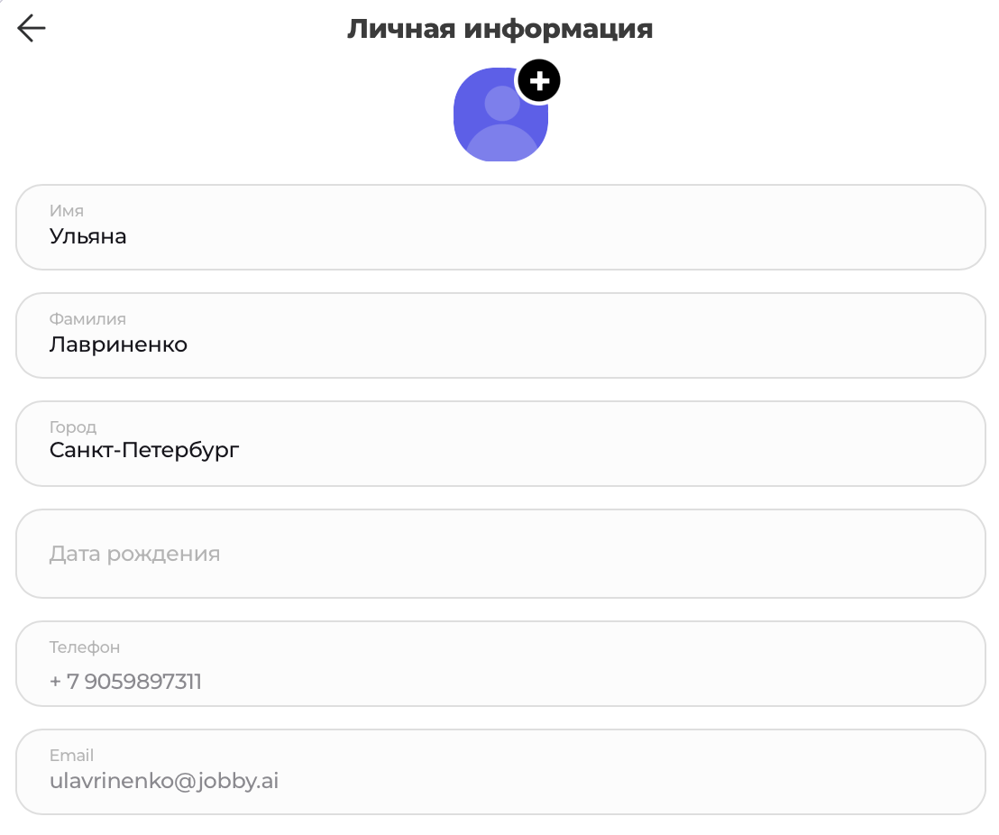 Личная информация
Имя
Ульяна
Фамилия
Лавриненко
Город
Санкт-Петербург
Дата рождения
Телефон
+ 7 9059897311
Email
ulavrinenko@jobby.ai